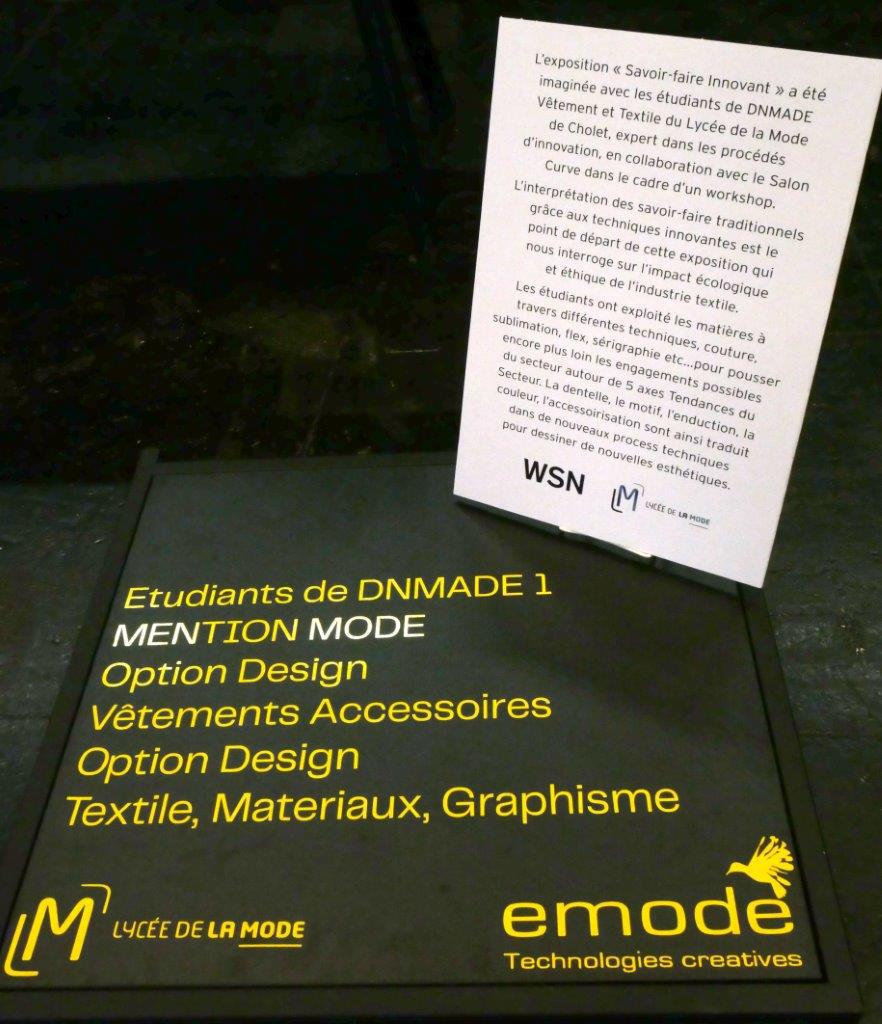 L'exposition « Savoir-faire Innovant » a été
imaginée avec les étudiants de DNMADE
Vêtement et Textile du Lycée de la Mode
de Cholet, expert dans les procédés
d'innovation, en collaboration avec le Salon
Curve dans le cadre d'un workshop.
L'interprétation des savoir-faire traditionnels
grâce aux techniques innovantes est le
point de départ de cette exposition qui
nous interroge sur l'impact écologique
et éthique de l'industrie textile.
Les étudiants ont exploité les matières à
travers différentes techniques, couture,
sublimation, flex, sérigraphie etc...pour pousser
encore plus loin les engagements possibles
du secteur autour de 5 axes Tendances du
Secteur. La dentelle, le motif, l'enduction, la
couleur, l'accessoirisation sont ainsi traduit
dans de nouveaux process techniques
pour dessiner de nouvelles esthétiques.
WSN
M LYCÉE DE LA MODE
Etudiants de DNMADE 1
MENTION MODE
Option Design
Vêtements Accessoires
Option Design
Textile, Materiaux, Graphisme
M LYCÉE DE LA MODE
emode
Technologies creatives